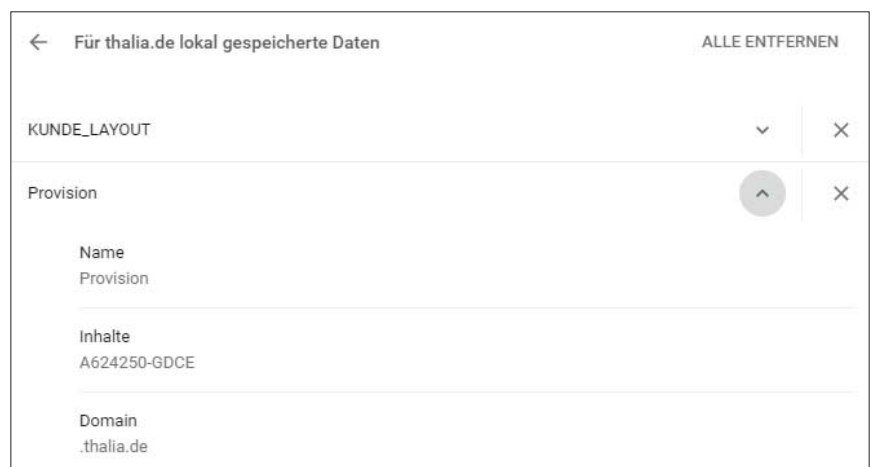 Für thalia.de lokal gespeicherte Daten ALLE ENTFERNEN
KUNDE_LAYOUT
Provision
Name
Provision
Inhalte
A624250-GDCE
Domain
.thalia.de